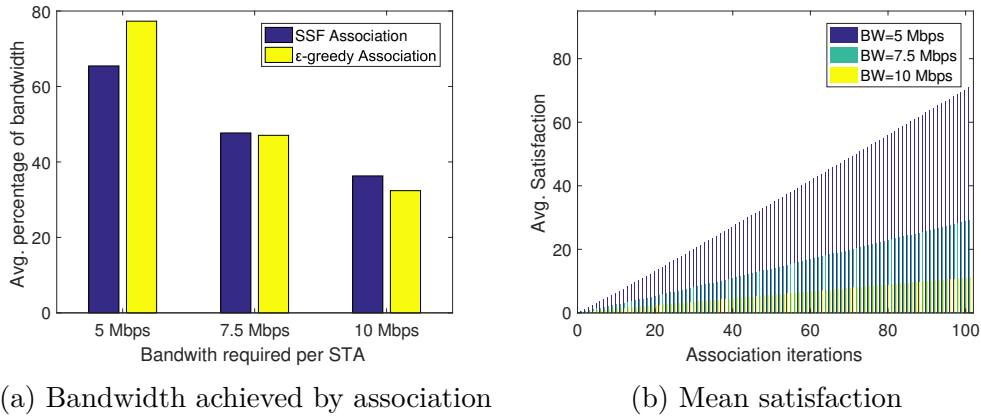 80
60
40
20
0
Avg. percentage of bandwidth
SSF Association
ε-greedy Association
5 Mbps
7.5 Mbps
10 Mbps
Bandwith required per STA
(a) Bandwidth achieved by association
80
60
40
20
0
Avg. Satisfaction
BW=5 Mbps
BW=7.5 Mbps
BW=10 Mbps
0
20
40
60
80
100
Association iterations
(b) Mean satisfaction